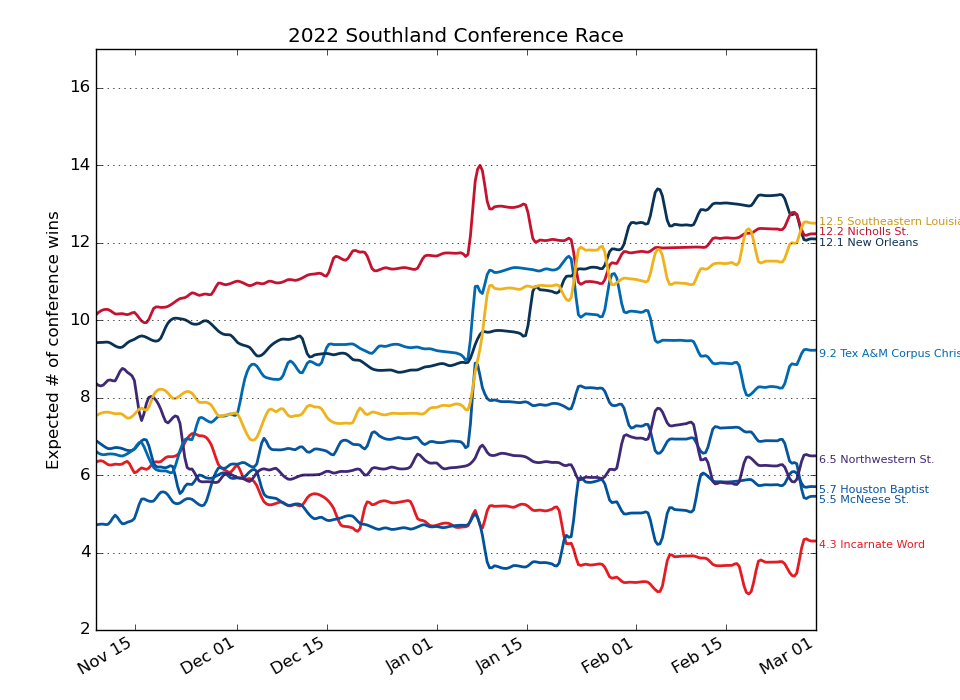 2022 Southland Conference Race
Expected # of conference wins
16
14
12
10
8
6
4
2
12.5 Southeastern Louisia
12.2 Nicholls St.
12.1 New Orleans
9.2 Tex A&M Corpus Chris
6.5 Northwestern St.
5.7 Houston Baptist
5.5 McNeese St.
4.3 Incarnate Word
Nov 15
Dec 01
Dec 15
Jan 01
Jan 15
Feb 01
Feb 15
Mar 01